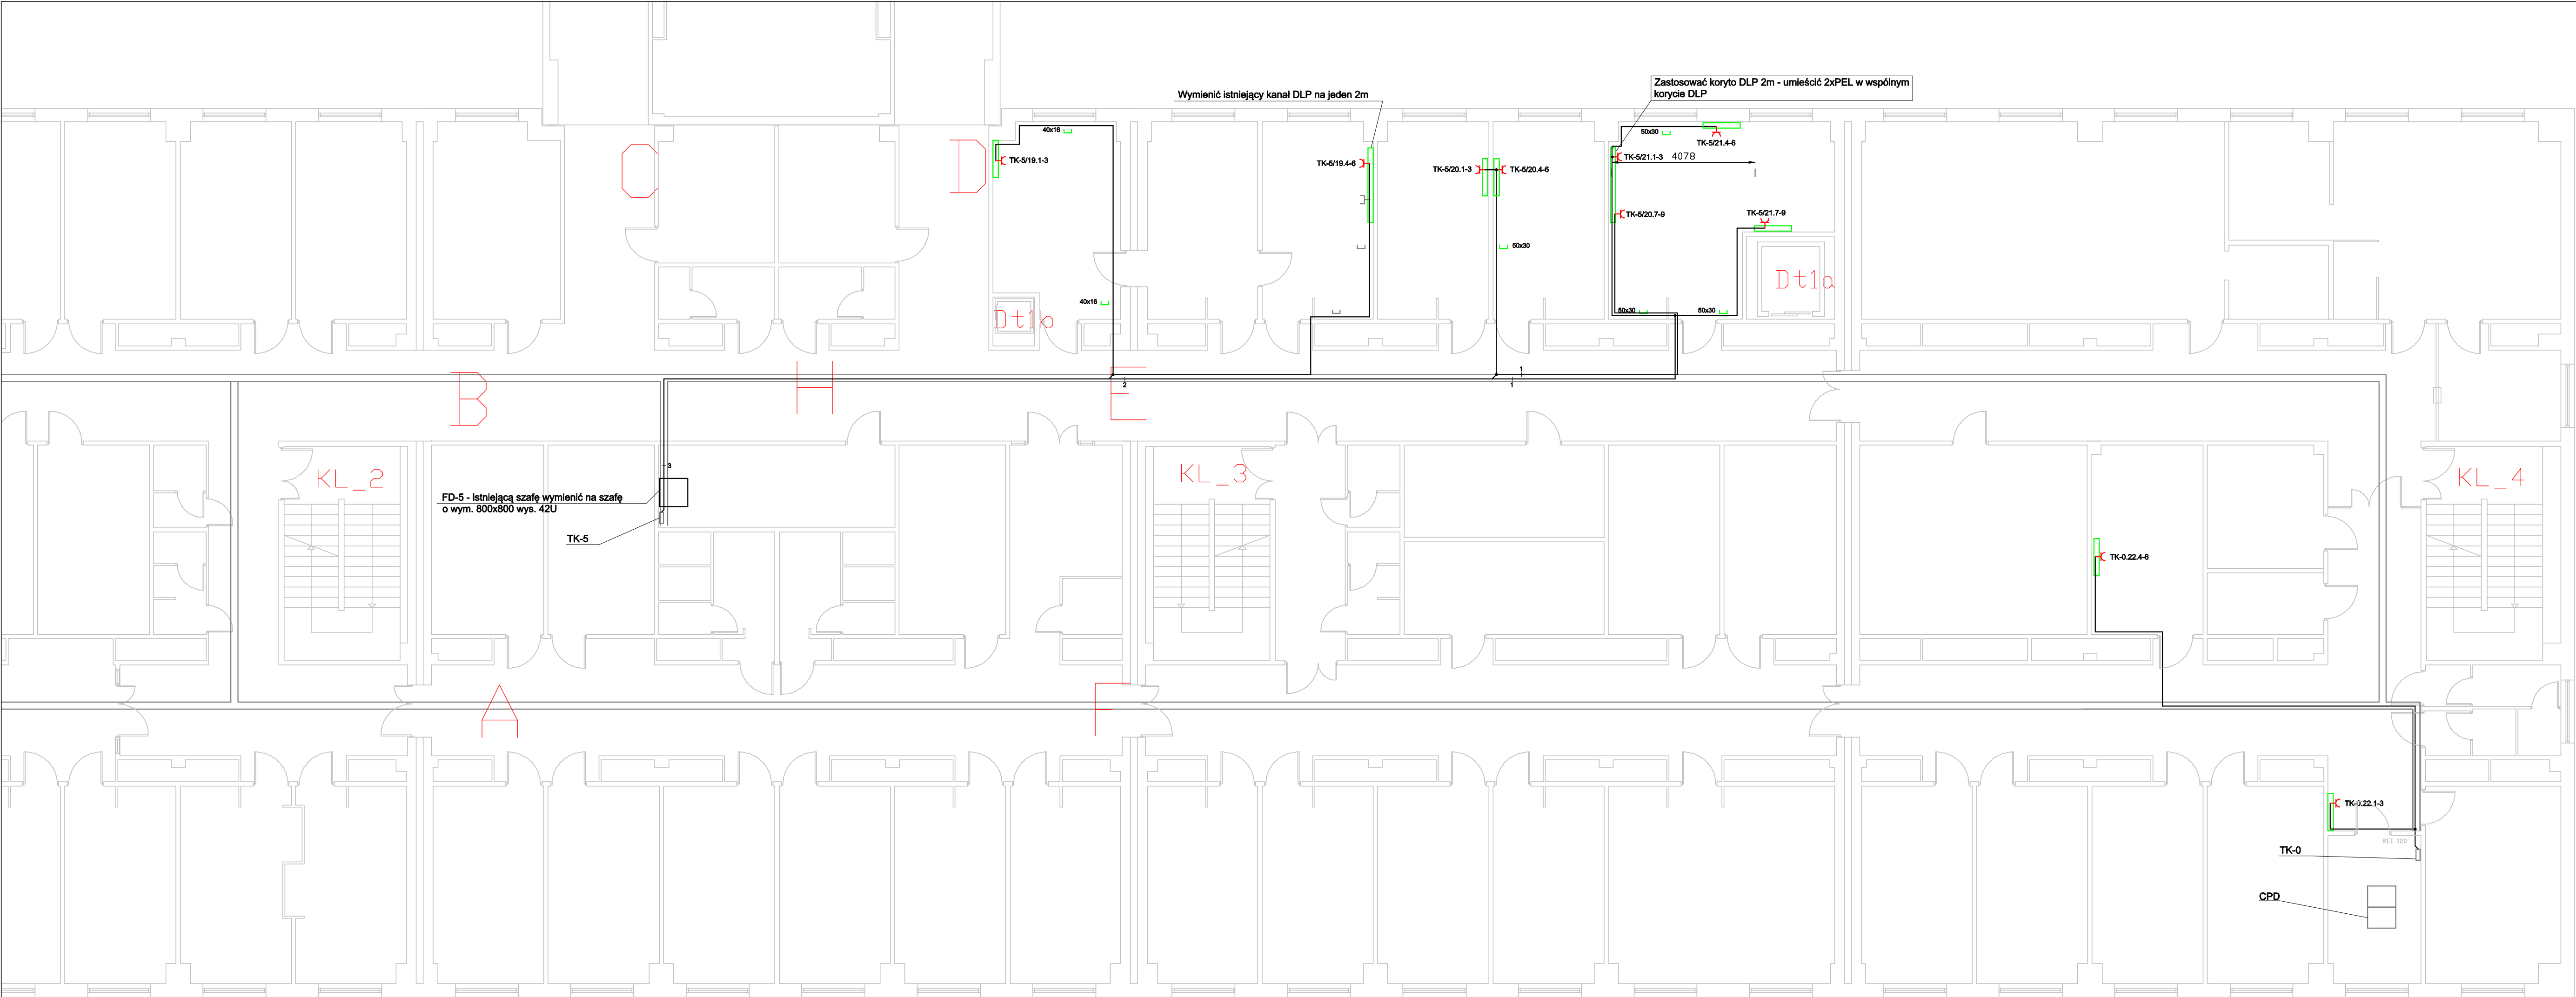 Zastosować koryto DLP 2m - umieścić 2xPEL w wspólnym
korycie DLP
Wymienić istniejący kanał DLP na jeden 2m
40x16
50x30
C
D
TK-5/19.1-3
TK-5/19.4-6
TK-5/20.1-3
TK-5/20.4-6
TK-5/21.1-3
4078
TK-5/21.4-6
TK-5/20.7-9
TK-5/21.7-9
50x30
Dt1a
40x16
Dt1b
50x30
50x30
B
H
E
2
1
1
3
KL_2
KL_3
KL_4
FD-5 - istniejącą szafę wymienić na szafę
o wym. 800x800 wys. 42U
TK-5
TK-0.22.4-6
A
F
TK-0.22.1-3
REI 120
TK-0
CPD